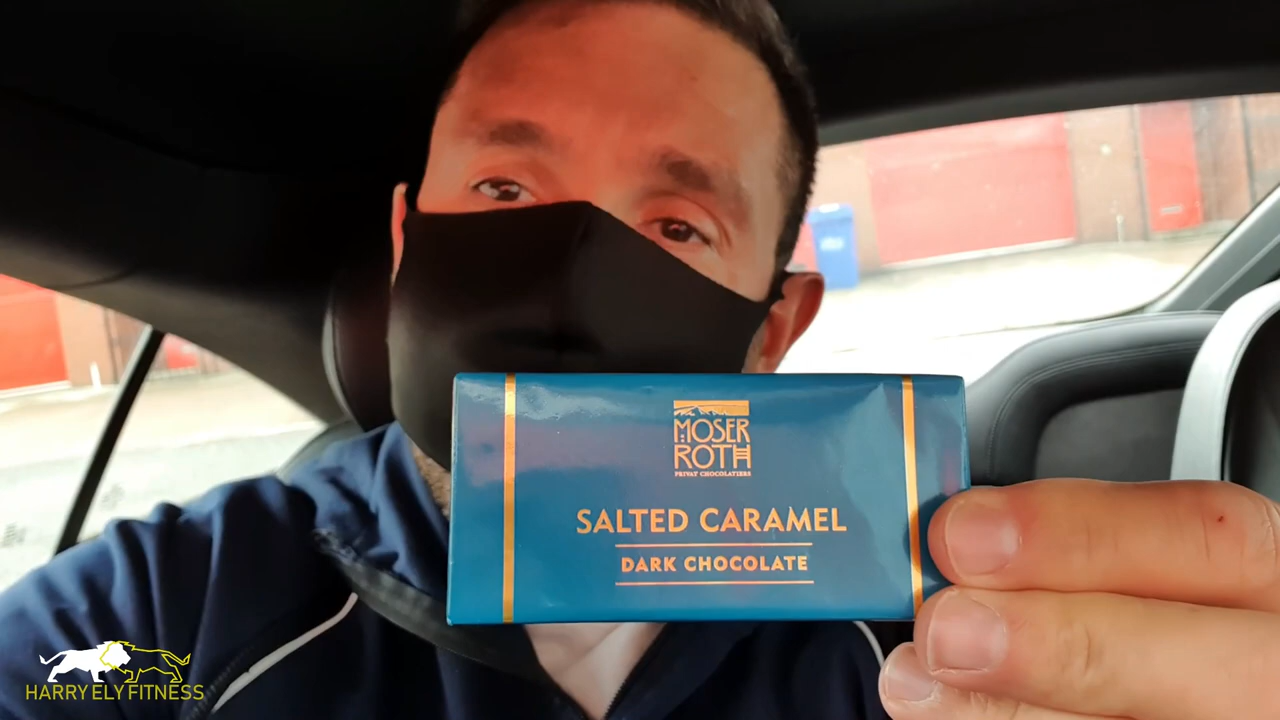 MOSER
ROTH
PRIVAT CHOCOLATIERS
SALTED CARAMEL
DARK CHOCOLATE
HARRY ELY FITNESS